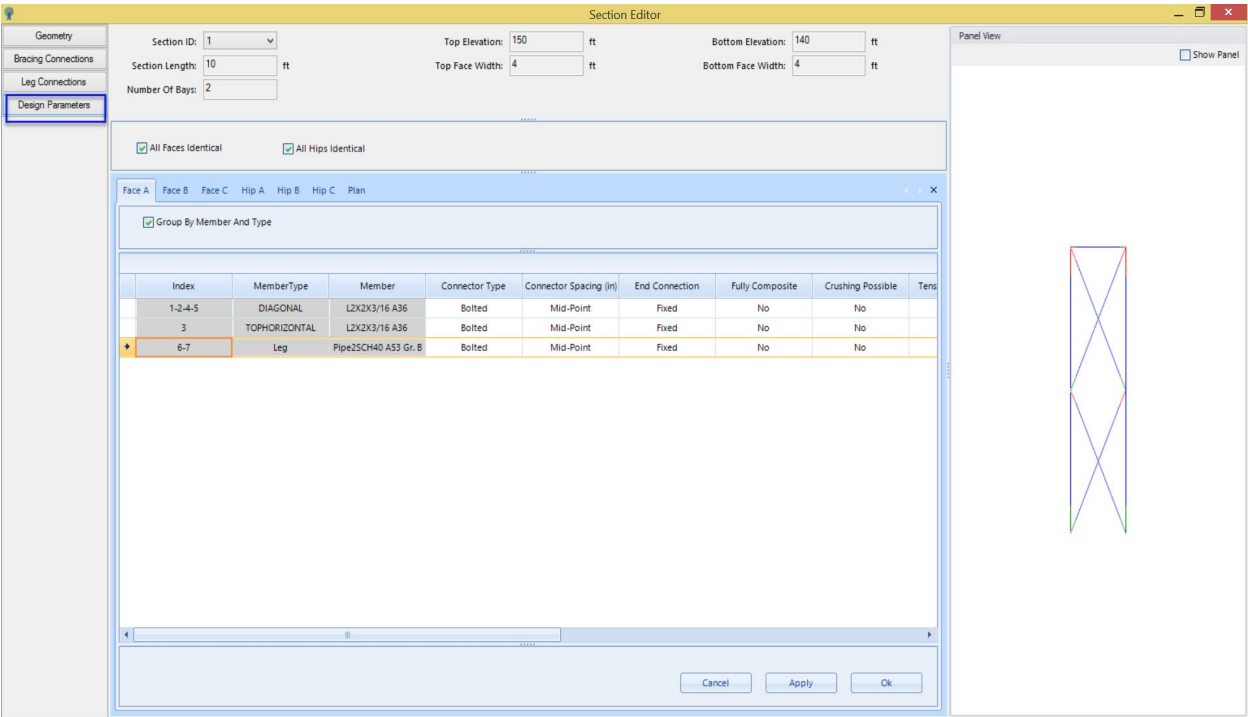 Section Editor
Geometry
Bracing Connections
Leg Connections
Design Parameters
Section ID: 1
Top Elevation: 150 ft
Bottom Elevation: 140 ft
Section Length: 10 ft
Top Face Width: 4 ft
Bottom Face Width: 4 ft
Number Of Bays: 2
All Faces Identical
All Hips Identical
Face A Face B Face C Hip A Hip B Hip C Plan
Group By Member And Type
Index MemberType Member Connector Type Connector Spacing (in) End Connection Fully Composite Crushing Possible Tens
1-2-4-5 DIAGONAL L2X2X3/16 A36 Bolted Mid-Point Fixed No No
3 TOPHORIZONTAL L2X2X3/16 A36 Bolted Mid-Point Fixed No No
6-7 Leg Pipe2SCH40 A53 Gr. B Bolted Mid-Point Fixed No No
Cancel Apply Ok
Panel View
Show Panel